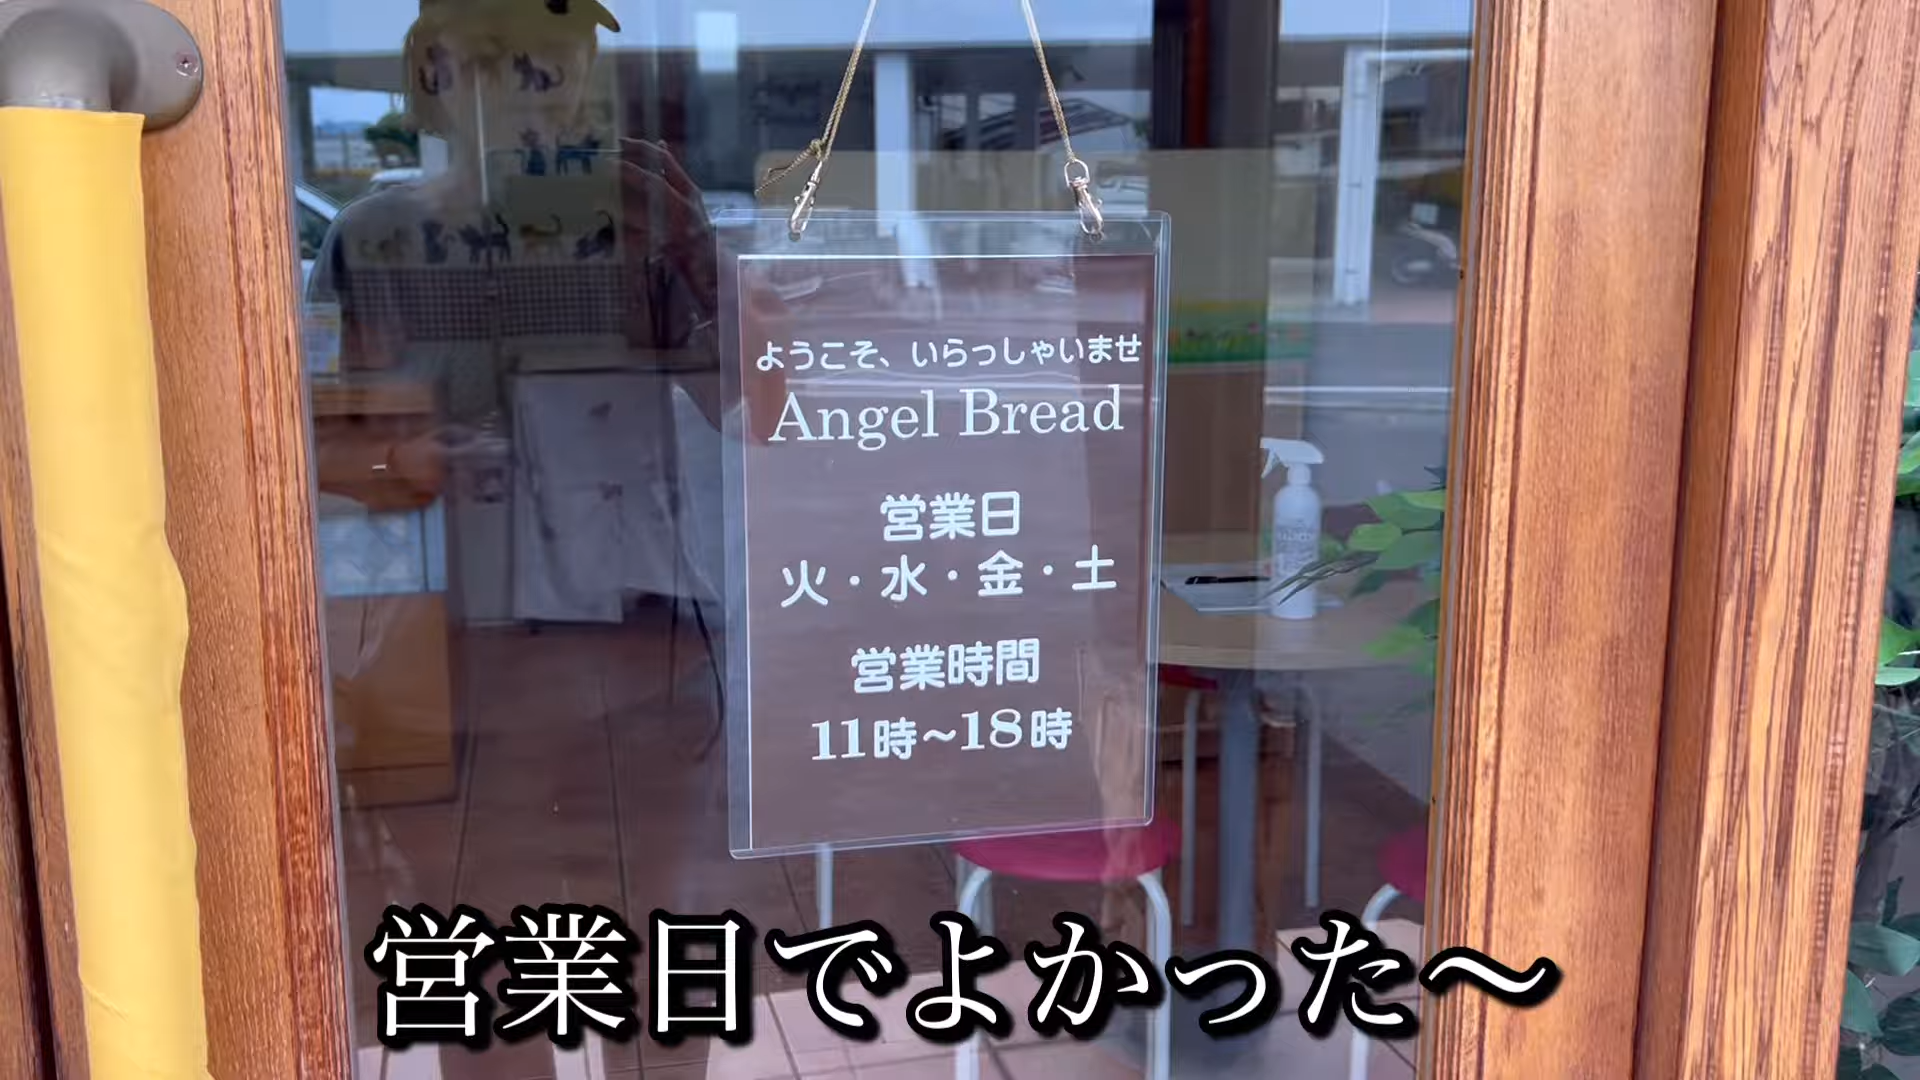 ようこそ、いらっしゃいませ
Angel Bread
営業日
火・水・金・土
営業時間
11時～18時
営業日でよかった～